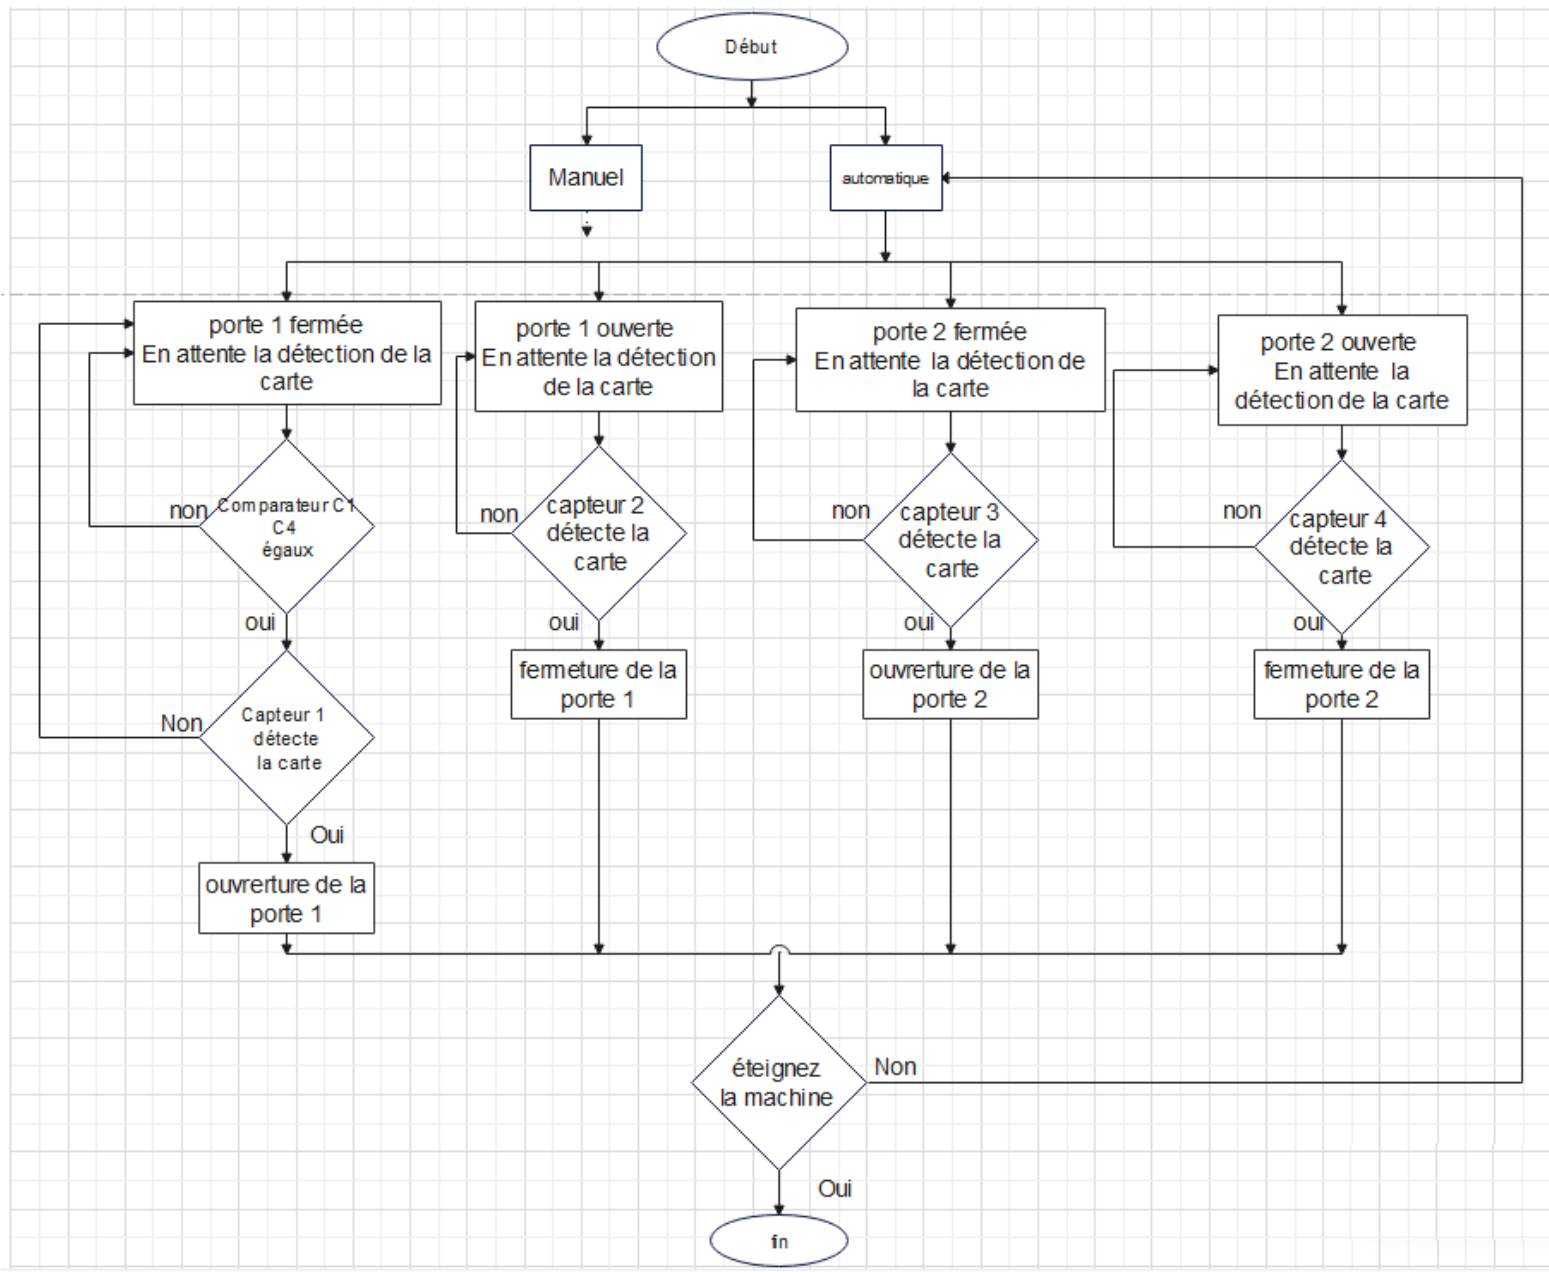 Début
Manuel
automatique
porte 1 fermée
En attente la détection de la
carte
porte 1 ouverte
En attente la détection
de la carte
porte 2 fermée
En attente la détection de
la carte
porte 2 ouverte
En attente la
détection de la carte
non
Comparateur C1
C4
égaux
non
capteur 2
détecte la
carte
non
capteur 3
détecte la
carte
non
capteur 4
détecte la
carte
oui
oui
oui
oui
Non
Capteur 1
détecte
la carte
fermeture de la
porte 1
ouvrerture de la
porte 2
fermeture de la
porte 2
Oui
ouvrerture de la
porte 1
éteignez
la machine
Non
Oui
fin